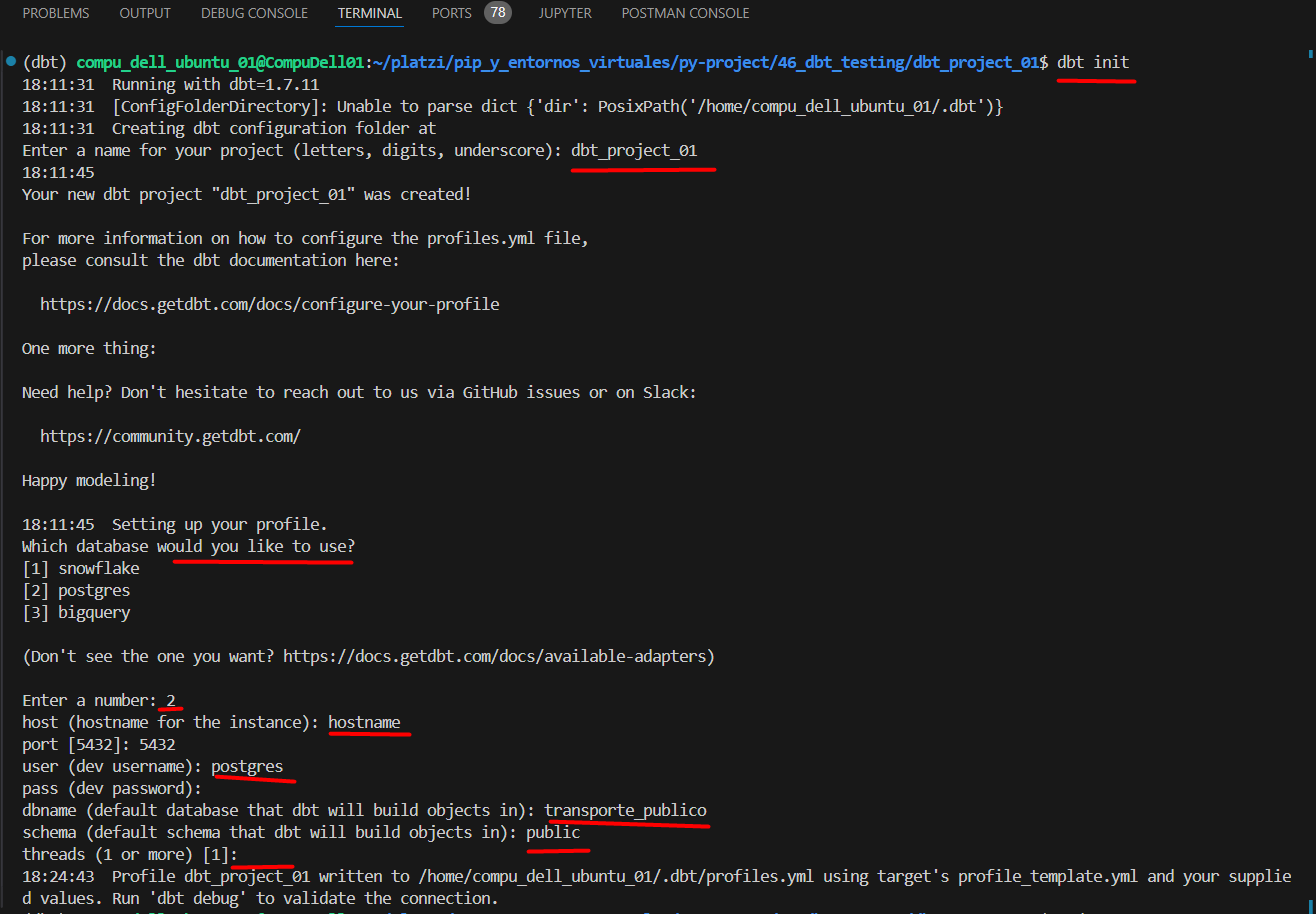 PROBLEMS OUTPUT DEBUG CONSOLE TERMINAL PORTS 78 JUPYTER POSTMAN CONSOLE
(dbt) compu_dell_ubuntu_01@CompuDell01:~/platzi/pip_y_entornos_virtuales/py-project/46_dbt_testing/dbt_project_01$ dbt init
18:11:31  Running with dbt=1.7.11
18:11:31  [ConfigFolderDirectory]: Unable to parse dict {'dir': PosixPath('/home/compu_dell_ubuntu_01/.dbt')}
18:11:31  Creating dbt configuration folder at
Enter a name for your project (letters, digits, underscore): dbt_project_01
18:11:45
Your new dbt project "dbt_project_01" was created!
For more information on how to configure the profiles.yml file,
please consult the dbt documentation here:
https://docs.getdbt.com/docs/configure-your-profile
One more thing:
Need help? Don't hesitate to reach out to us via GitHub issues or on Slack:
https://community.getdbt.com/
Happy modeling!
18:11:45  Setting up your profile.
Which database would you like to use?
[1] snowflake
[2] postgres
[3] bigquery
(Don't see the one you want? https://docs.getdbt.com/docs/available-adapters)
Enter a number: 2
host (hostname for the instance): hostname
port [5432]: 5432
user (dev username): postgres
pass (dev password):
dbname (default database that dbt will build objects in): transporte_publico
schema (default schema that dbt will build objects in): public
threads (1 or more) [1]:
18:24:43  Profile dbt_project_01 written to /home/compu_dell_ubuntu_01/.dbt/profiles.yml using target's profile_template.yml and your supplie
d values. Run 'dbt debug' to validate the connection.